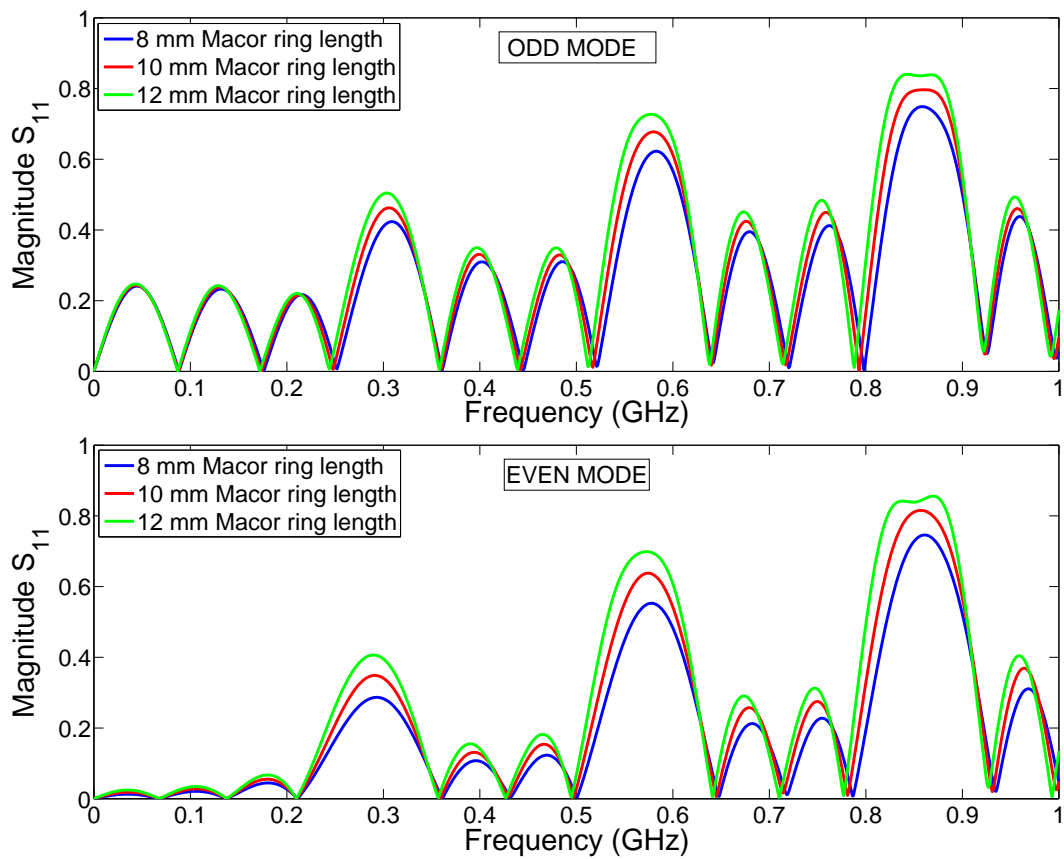 8 mm Macor ring length
10 mm Macor ring length
12 mm Macor ring length
ODD MODE
Magnitude S11
1
0.8
0.6
0.4
0.2
0
0 0.1 0.2 0.3 0.4 0.5 0.6 0.7 0.8 0.9 1
Frequency (GHz)
8 mm Macor ring length
10 mm Macor ring length
12 mm Macor ring length
EVEN MODE
Magnitude S11
1
0.8
0.6
0.4
0.2
0
0 0.1 0.2 0.3 0.4 0.5 0.6 0.7 0.8 0.9 1
Frequency (GHz)